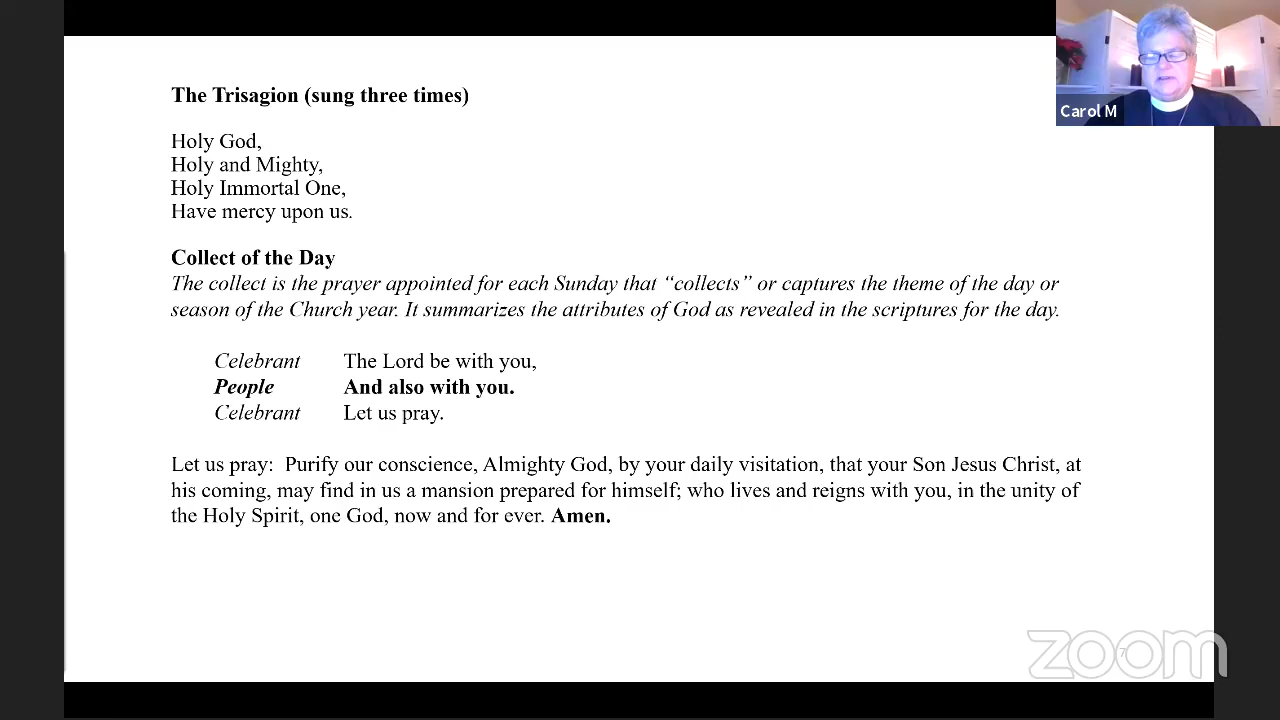 The Trisagion (sung three times)
Holy God,
Holy and Mighty,
Holy Immortal One,
Have mercy upon us.
Collect of the Day
The collect is the prayer appointed for each Sunday that “collects” or captures the theme of the day or
season of the Church year. It summarizes the attributes of God as revealed in the scriptures for the day.
Celebrant The Lord be with you,
People And also with you.
Celebrant Let us pray.
Let us pray:  Purify our conscience, Almighty God, by your daily visitation, that your Son Jesus Christ, at
his coming, may find in us a mansion prepared for himself; who lives and reigns with you, in the unity of
the Holy Spirit, one God, now and for ever. Amen.
Carol M
zoom
7